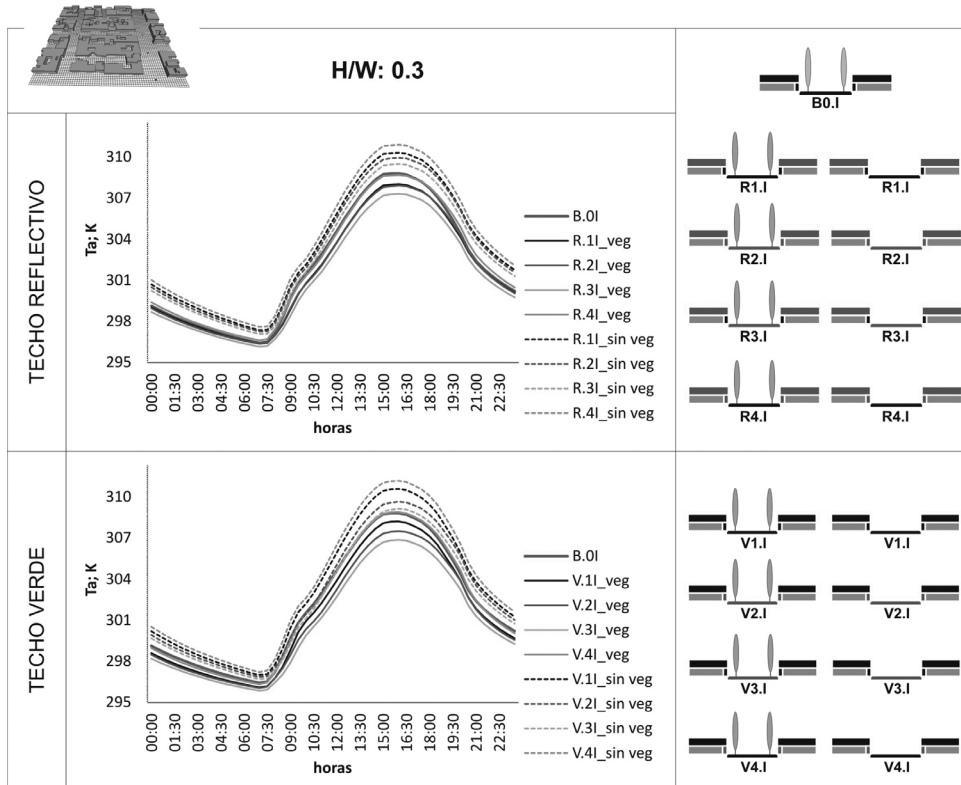 H/W: 0.3
B0.I
TECHO REFLECTIVO
Ta; K
310
307
304
301
298
295
00:00 01:30 03:00 04:30 06:00 07:30 09:00 10:30 12:00 13:30 15:00 16:30 18:00 19:30 21:00 22:30
horas
B.0I
R.1I_veg
R.2I_veg
R.3I_veg
R.4I_veg
R.1I_sin veg
R.2I_sin veg
R.3I_sin veg
R.4I_sin veg
R1.I R1.I
R2.I R2.I
R3.I R3.I
R4.I R4.I
TECHO VERDE
Ta; K
310
307
304
301
298
295
00:00 01:30 03:00 04:30 06:00 07:30 09:00 10:30 12:00 13:30 15:00 16:30 18:00 19:30 21:00 22:30
horas
B.0I
V.1I_veg
V.2I_veg
V.3I_veg
V.4I_veg
V.1I_sin veg
V.2I_sin veg
V.3I_sin veg
V.4I_sin veg
V1.I V1.I
V2.I V2.I
V3.I V3.I
V4.I V4.I